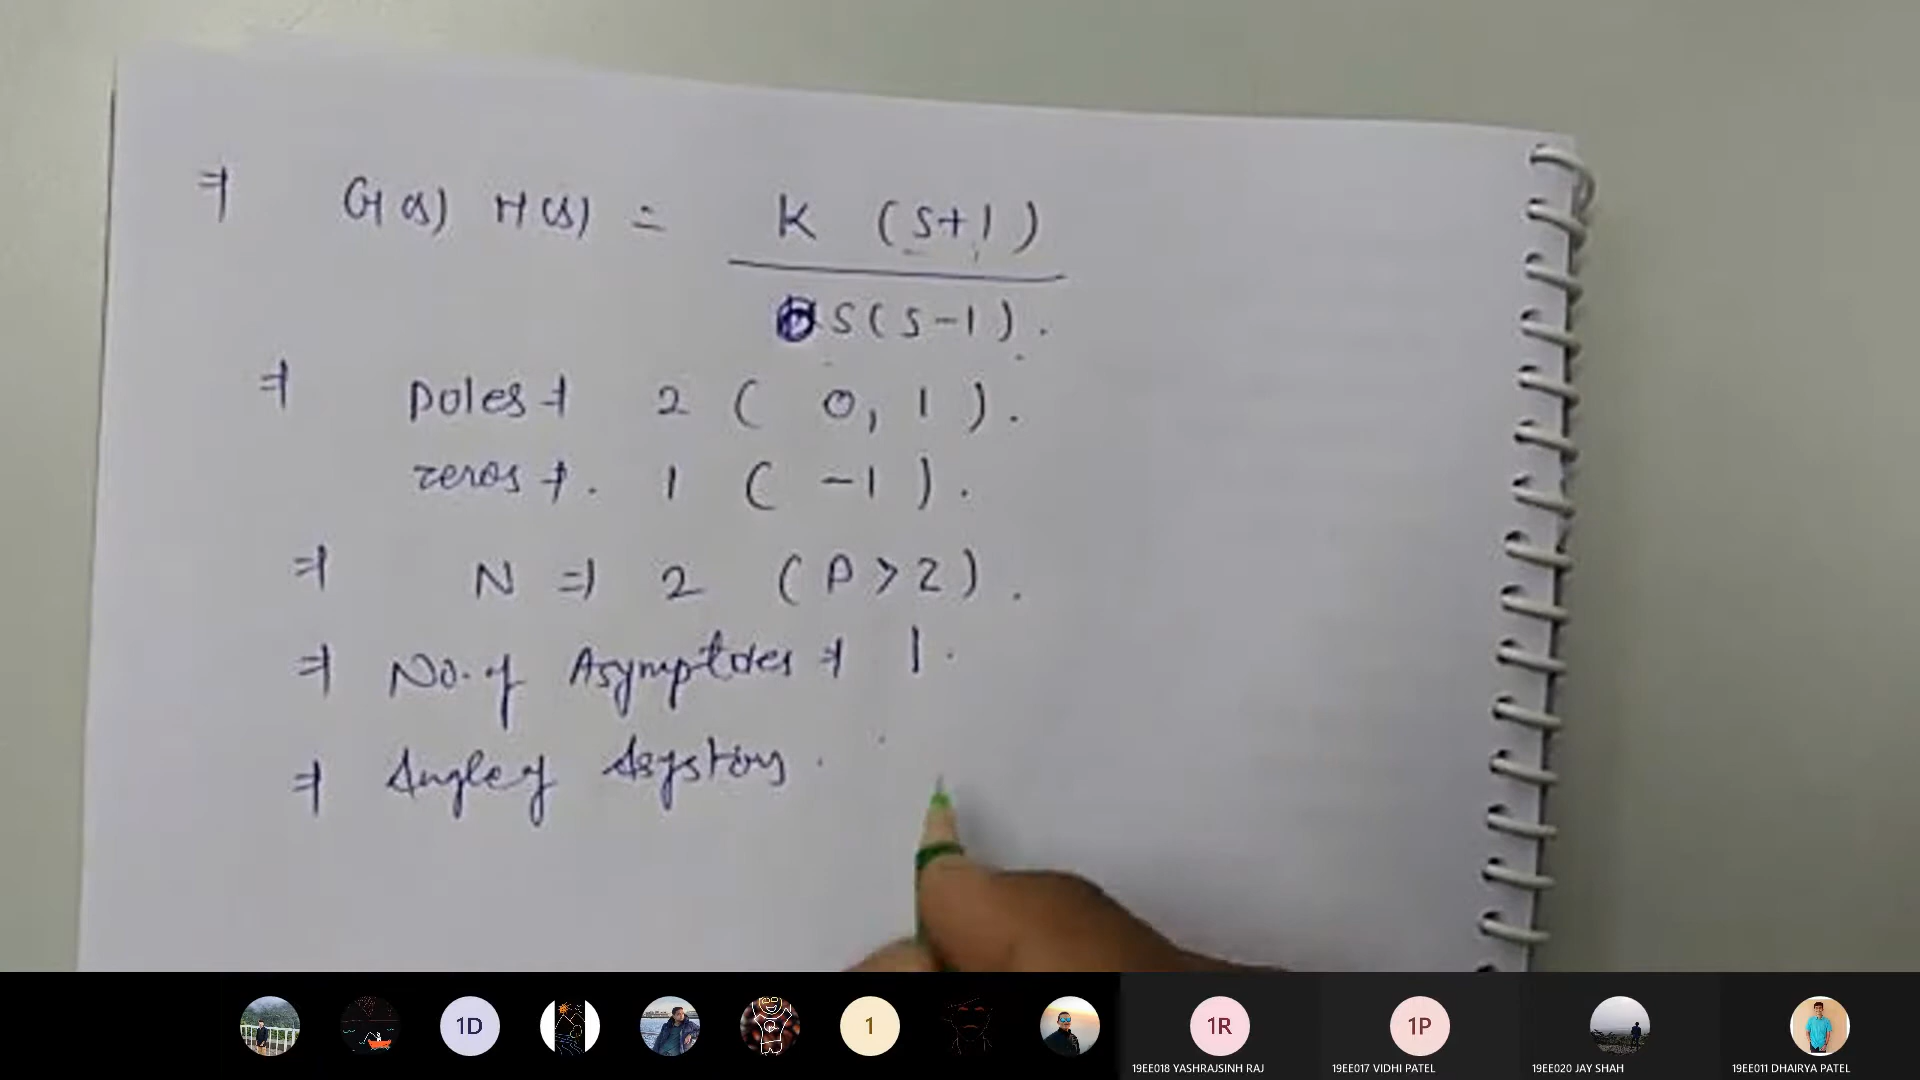 ⇒ G(s) H(s) = K (s+1)
S(s-1).
⇒ Poles ⇒ 2 ( 0, 1 ).
zeros ⇒. 1 ( -1 ).
⇒ N ⇒ 2 (P > 2).
⇒ No. of Asymptotes ⇒ 1.
⇒ Angle of
1D
1
1R
1P
19EE018 YASHRAJSINH RAJ
19EE017 VIDHI PATEL
19EE020 JAY SHAH
19EE011 DHAIRYA PATEL